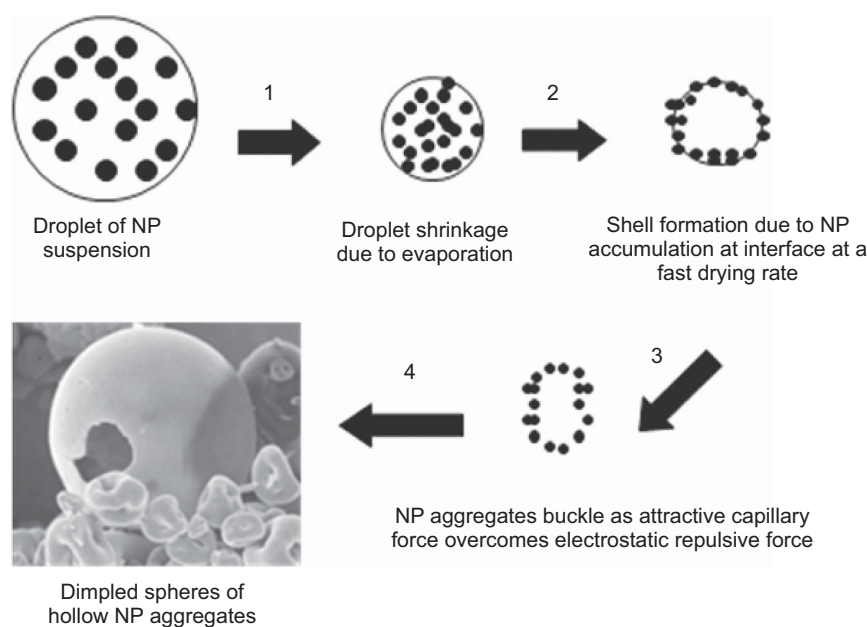 1
2
Droplet of NP
suspension
Droplet shrinkage
due to evaporation
Shell formation due to NP
accumulation at interface at a
fast drying rate
3
4
NP aggregates buckle as attractive capillary
force overcomes electrostatic repulsive force
Dimpled spheres of
hollow NP aggregates